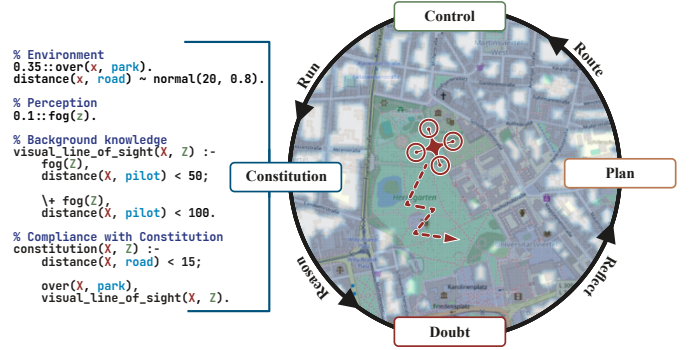 % Environment
0.35::over(x, park).
distance(x, road) ~ normal(20, 0.8).
% Perception
0.1::fog(z).
% Background knowledge
visual_line_of_sight(X, Z) :-
fog(Z),
distance(X, pilot) < 50;
\+ fog(Z),
distance(X, pilot) < 100.
% Compliance with Constitution
constitution(X, Z) :-
distance(X, road) < 15;
over(X, park),
visual_line_of_sight(X, Z).
Control
Run
Route
Constitution
Plan
Reason
Reflect
Doubt
Karolinenplatz
Friedensplatz